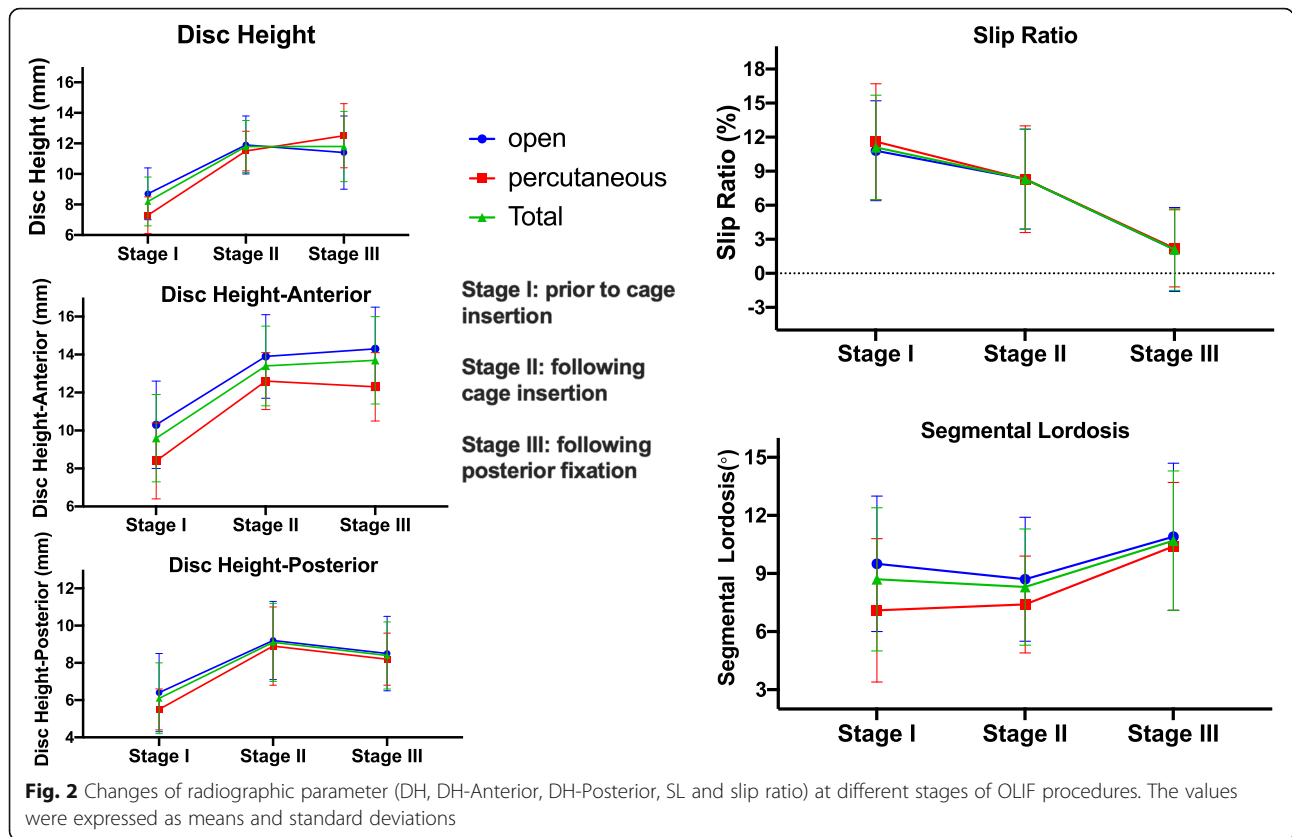 Disc Height
Disc Height (mm)
16
14
12
10
8
6
Stage I
Stage II
Stage III
open
percutaneous
Total
Disc Height-Anterior
Disc Height-Anterior (mm)
16
14
12
10
8
6
Stage I
Stage II
Stage III
Stage I: prior to cage
insertion
Stage II: following
cage insertion
Stage III: following
posterior fixation
Disc Height-Posterior
Disc Height-Posterior (mm)
12
10
8
6
4
Stage I
Stage II
Stage III
Slip Ratio
Slip Ratio (%)
18
15
12
9
6
3
0
-3
Stage I
Stage II
Stage III
Segmental Lordosis
Segmental Lordosis(°)
15
12
9
6
3
Stage I
Stage II
Stage III
Fig. 2 Changes of radiographic parameter (DH, DH-Anterior, DH-Posterior, SL and slip ratio) at different stages of OLIF procedures. The values
were expressed as means and standard deviations